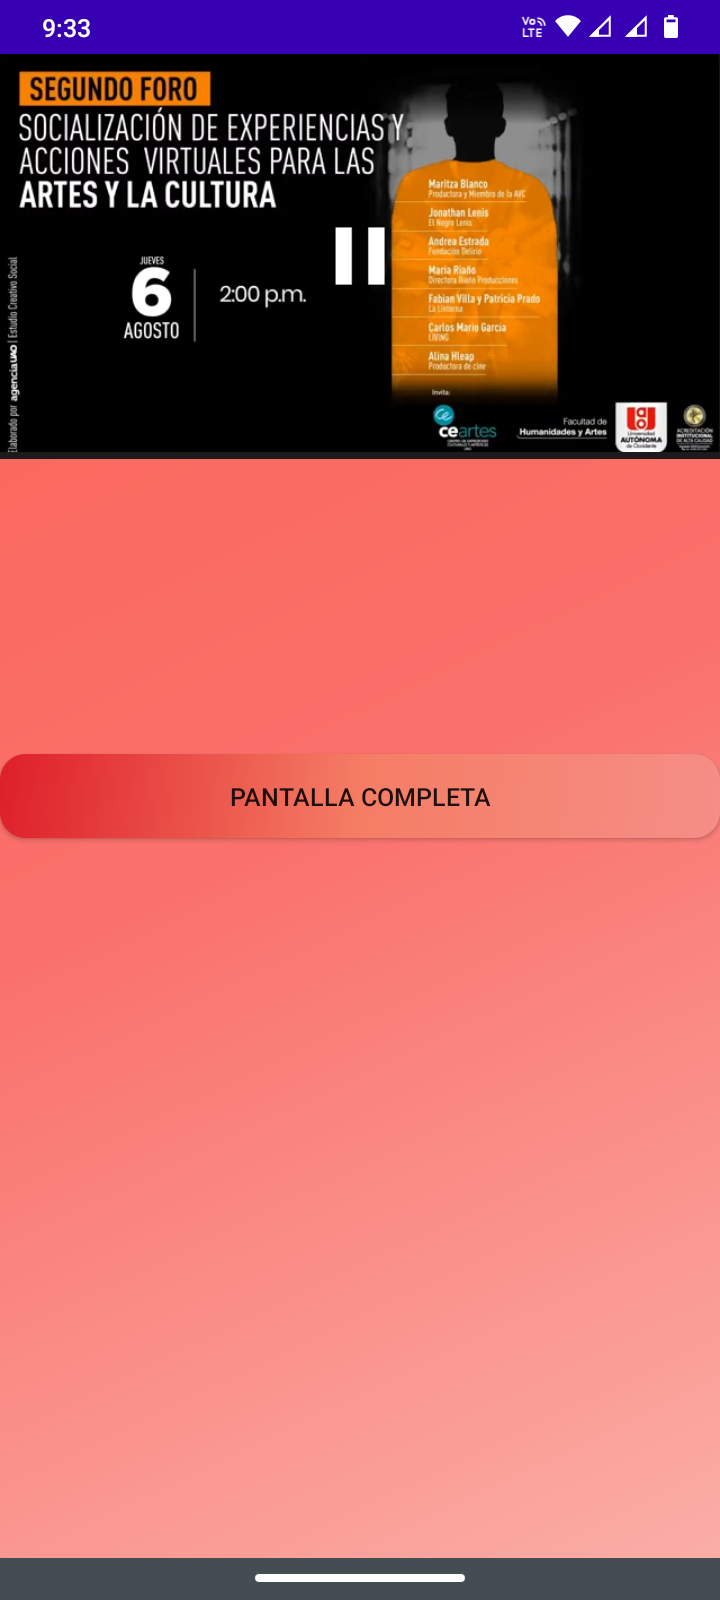 9:33
Vo
LTE
SEGUNDO FORO
SOCIALIZACIÓN DE EXPERIENCIAS Y
ACCIONES VIRTUALES PARA LAS
ARTES Y LA CULTURA
JUEVES
6
AGOSTO
2:00 p.m.
Maritza Blanco
Productora y Miembro de la AVC
Jonathan Lenis
El Negro Lenis
Andrea Estrada
Fundación Delirio
María Riaño
Directora Riaño Producciones
Fabian Villa y Patricia Prado
La Linterna
Carlos Mario García
LIVING
Alina Hleap
Productora de cine
Invita:
Elaborado por agencia UAO | Estudio Creativo Social
ceartes
Facultad de
Humanidades y Artes
Universidad
AUTÓNOMA
de Occidente
ACREDITACIÓN
INSTITUCIONAL
DE ALTA CALIDAD
PANTALLA COMPLETA